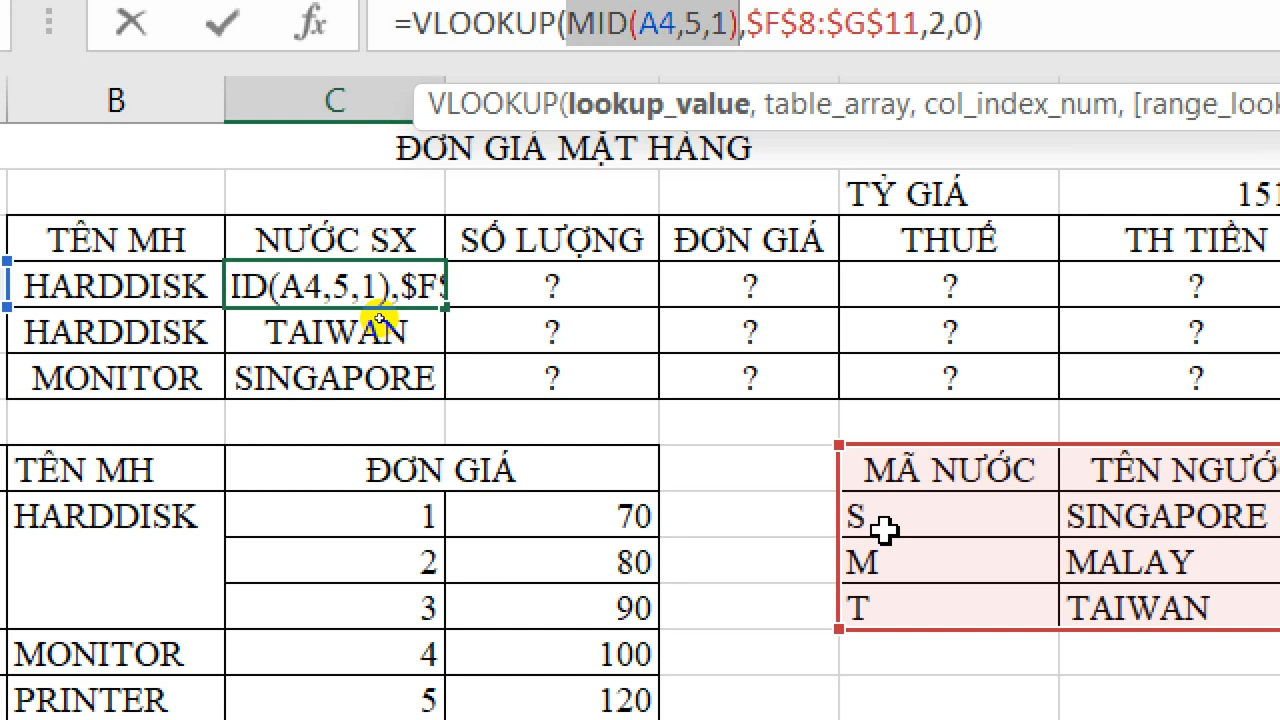 =VLOOKUP(MID(A4,5,1),$F$8:$G$11,2,0)
B C
VLOOKUP(lookup_value, table_array, col_index_num, [range_look
ĐƠN GIÁ MẶT HÀNG
TỶ GIÁ 151
TÊN MH NƯỚC SX SỐ LƯỢNG ĐƠN GIÁ THUẾ TH TIỀN
HARDDISK ID(A4,5,1),$F$ ? ? ? ?
HARDDISK TAIWAN ? ? ? ?
MONITOR SINGAPORE ? ? ? ?
TÊN MH ĐƠN GIÁ MÃ NƯỚC TÊN NGƯỚ
HARDDISK 1 70 S SINGAPORE
2 80 M MALAY
3 90 T TAIWAN
MONITOR 4 100
PRINTER 5 120